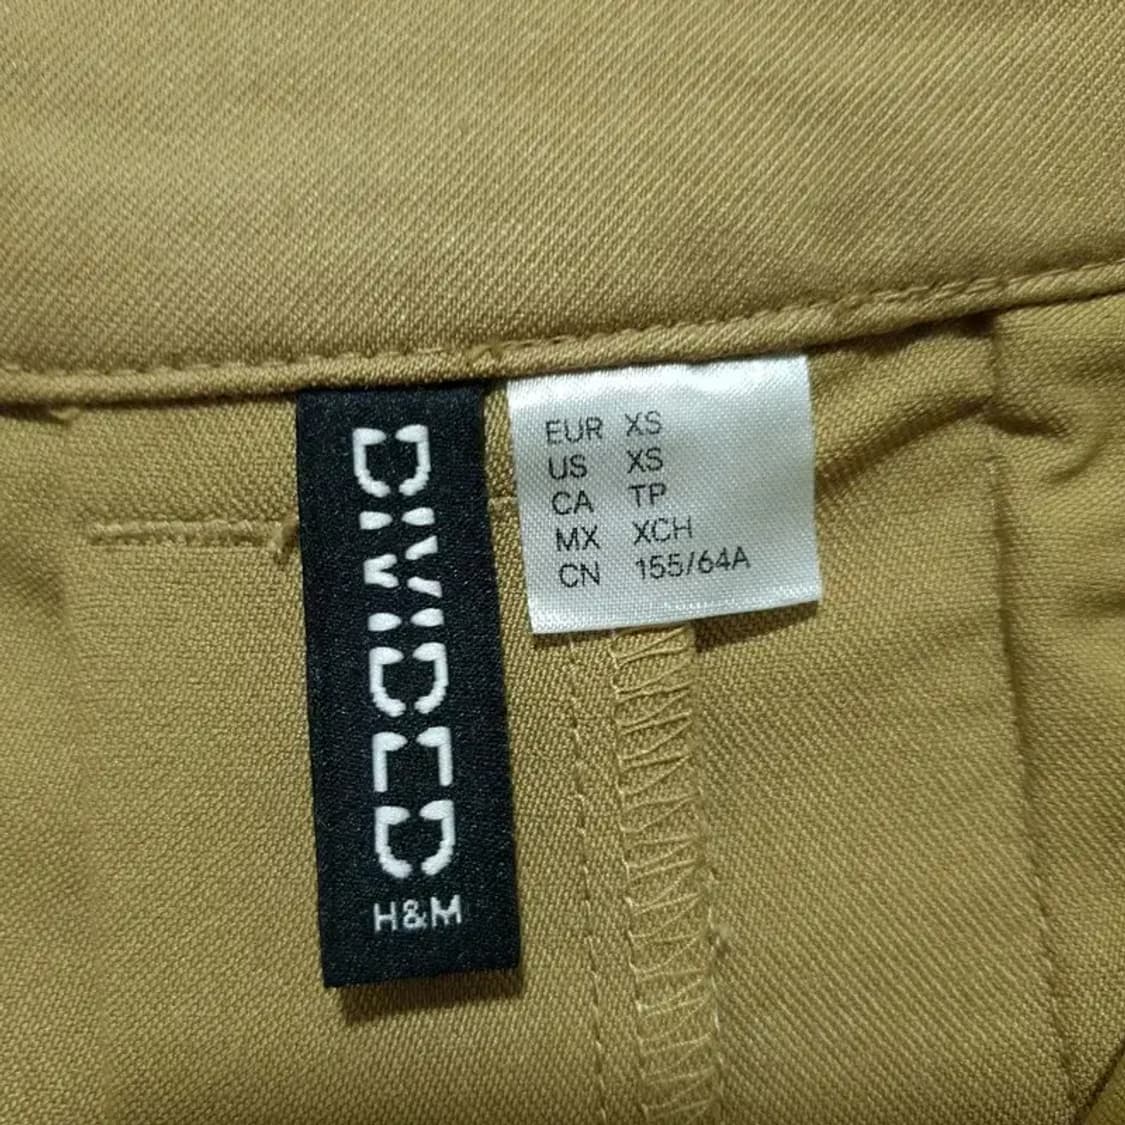 DIVIDED
H&M
EUR XS
US XS
CA TP
MX XCH
CN 155/64A